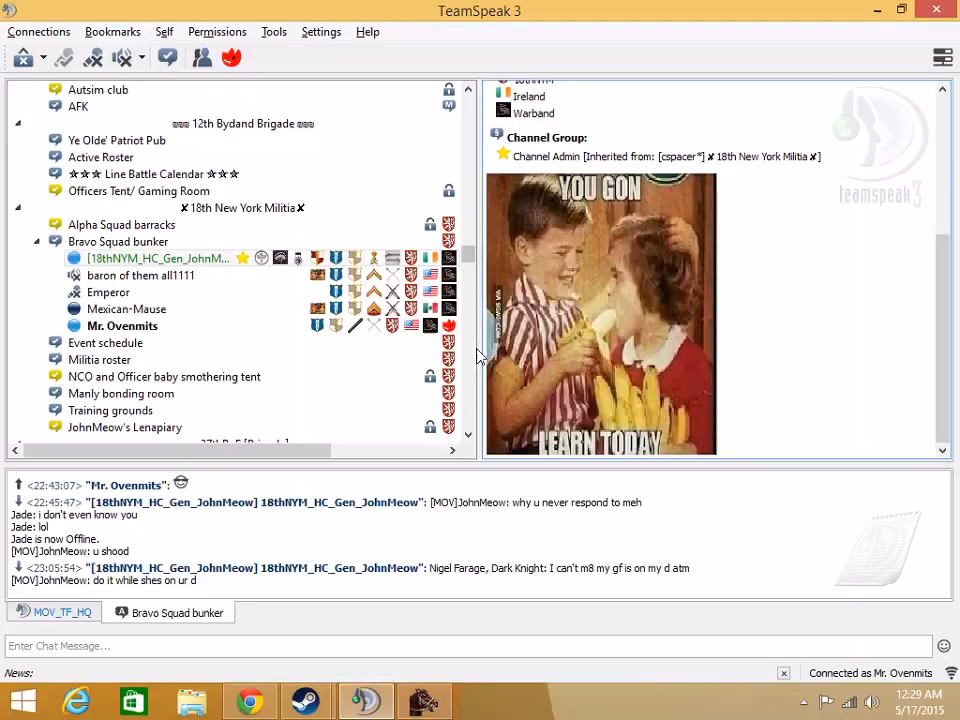 TeamSpeak 3
Connections Bookmarks Self Permissions Tools Settings Help
Autsim club
AFK
12th Bydand Brigade
Ye Olde' Patriot Pub
Active Roster
☆☆☆ Line Battle Calendar ☆☆☆
Officers Tent/ Gaming Room
✘18th New York Militia✘
Alpha Squad barracks
Bravo Squad bunker
[18thNYM_HC_Gen_JohnM...
baron of them all1111
Emperor
Mexican-Mause
Mr. Ovenmits
Event schedule
Militia roster
NCO and Officer baby smothering tent
Manly bonding room
Training grounds
JohnMeow's Lenapiary
Ireland
Warband
Channel Group:
Channel Admin [Inherited from: [cspacer*] ✘ 18th New York Militia ✘]
YOU GON
LEARN TODAY
teamspeak3
<22:43:07> "Mr. Ovenmits":
<22:45:47> "[18thNYM_HC_Gen_JohnMeow] 18thNYM_HC_Gen_JohnMeow": [MOV]JohnMeow: why u never respond to meh
Jade: i don't even know you
Jade: lol
Jade is now Offline.
[MOV]JohnMeow: u shood
<23:05:54> "[18thNYM_HC_Gen_JohnMeow] 18thNYM_HC_Gen_JohnMeow": Nigel Farage, Dark Knight: I can't m8 my gf is on my d atm
[MOV]JohnMeow: do it while shes on ur d
MOV_TF_HQ
Bravo Squad bunker
Enter Chat Message...
News:
Connected as Mr. Ovenmits
12:29 AM
5/17/2015